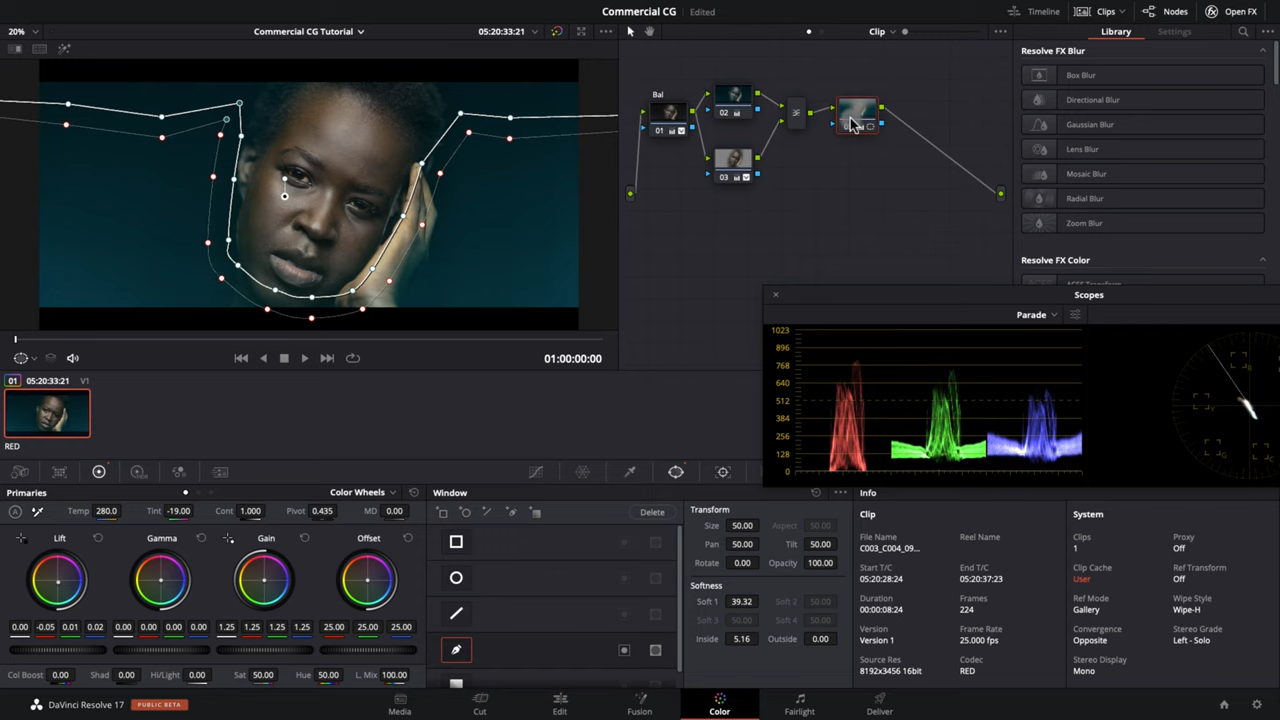 Commercial CG Edited
Timeline Clips Nodes Open FX
20% Commercial CG Tutorial 05:20:33:21 Clip Library Settings
Resolve FX Blur
Box Blur
Directional Blur
Gaussian Blur
Lens Blur
Mosaic Blur
Radial Blur
Zoom Blur
Resolve FX Color
Bal
01
02
03
Scopes
Parade
1023
896
768
640
512
384
256
128
0
01:00:00:00
01 05:20:33:21 V1
RED
Primaries Color Wheels
Temp 280.0 Tint -19.00 Cont 1.000 Pivot 0.435 MD 0.00
Lift Gamma Gain Offset
0.00 -0.05 0.01 0.02 0.00 0.00 0.00 0.00 1.25 1.25 1.25 1.25 25.00 25.00 25.00
Col Boost 0.00 Shad 0.00 Hi/Light 0.00 Sat 50.00 Hue 50.00 L. Mix 100.00
Window
Delete
Transform
Size 50.00 Aspect 50.00
Pan 50.00 Tilt 50.00
Rotate 0.00 Opacity 100.00
Softness
Soft 1 39.32 Soft 2 50.00
Soft 3 50.00 Soft 4 50.00
Inside 5.16 Outside 0.00
Info
Clip
File Name
C003_C04_09...
Reel Name
Start T/C
05:20:28:24
End T/C
05:20:37:23
Duration
00:00:08:24
Frames
224
Version
Version 1
Frame Rate
25.000 fps
Source Res
8192x3456 16bit
Codec
RED
System
Clips
1
Proxy
Off
Clip Cache
User
Ref Transform
Off
Ref Mode
Gallery
Wipe Style
Wipe-H
Convergence
Opposite
Stereo Grade
Left - Solo
Stereo Display
Mono
DaVinci Resolve 17 PUBLIC BETA
Media Cut Edit Fusion Color Fairlight Deliver